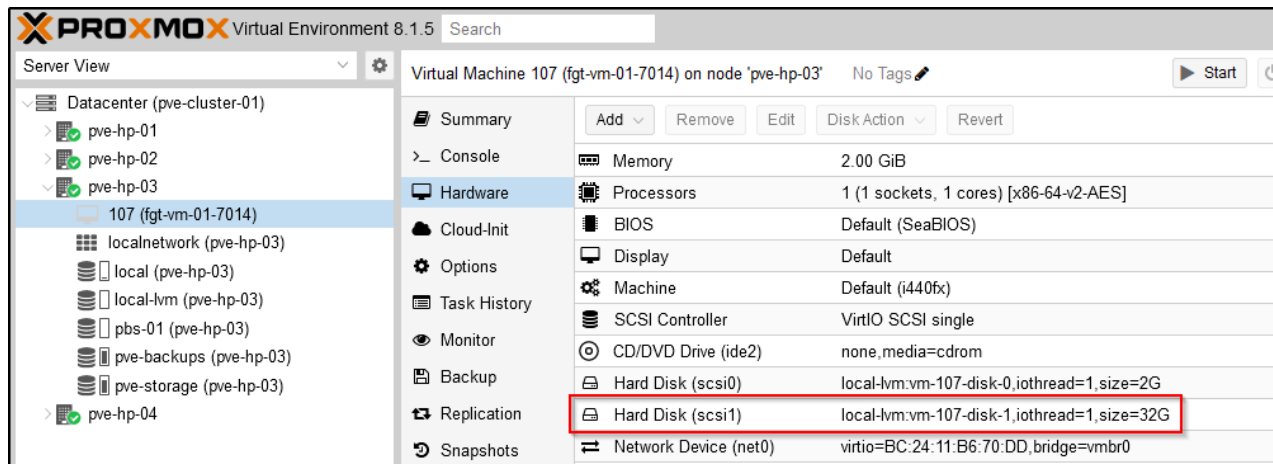 PROXMOX Virtual Environment 8.1.5 Search
Server View
Datacenter (pve-cluster-01)
pve-hp-01
pve-hp-02
pve-hp-03
107 (fgt-vm-01-7014)
localnetwork (pve-hp-03)
local (pve-hp-03)
local-lvm (pve-hp-03)
pbs-01 (pve-hp-03)
pve-backups (pve-hp-03)
pve-storage (pve-hp-03)
pve-hp-04
Virtual Machine 107 (fgt-vm-01-7014) on node 'pve-hp-03' No Tags Start
Summary
Console
Hardware
Cloud-Init
Options
Task History
Monitor
Backup
Replication
Snapshots
Add Remove Edit Disk Action Revert
Memory 2.00 GiB
Processors 1 (1 sockets, 1 cores) [x86-64-v2-AES]
BIOS Default (SeaBIOS)
Display Default
Machine Default (i440fx)
SCSI Controller VirtIO SCSI single
CD/DVD Drive (ide2) none,media=cdrom
Hard Disk (scsi0) local-lvm:vm-107-disk-0,iothread=1,size=2G
Hard Disk (scsi1) local-lvm:vm-107-disk-1,iothread=1,size=32G
Network Device (net0) virtio=BC:24:11:B6:70:DD,bridge=vmbr0